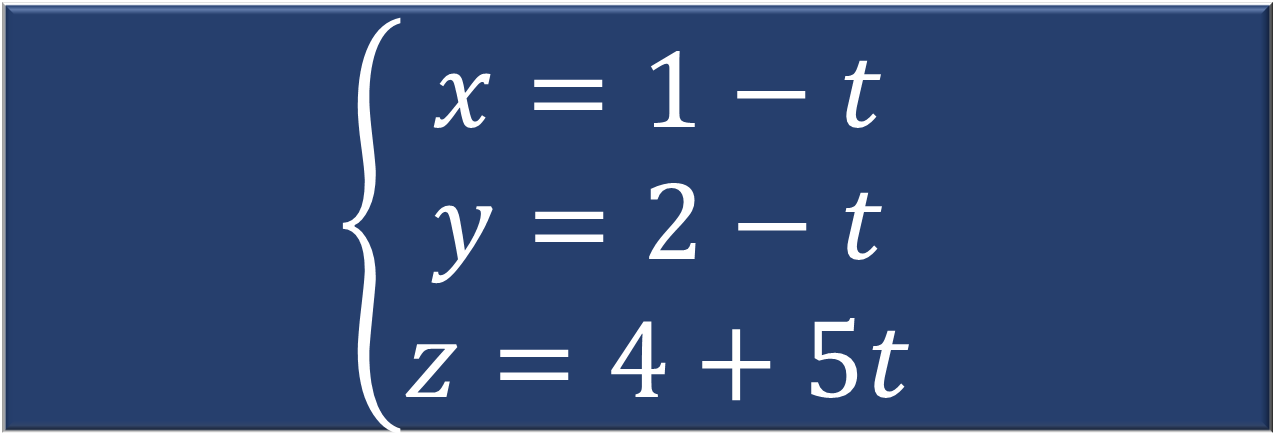 x = 1 − t
y = 2 − t
z = 4 + 5t